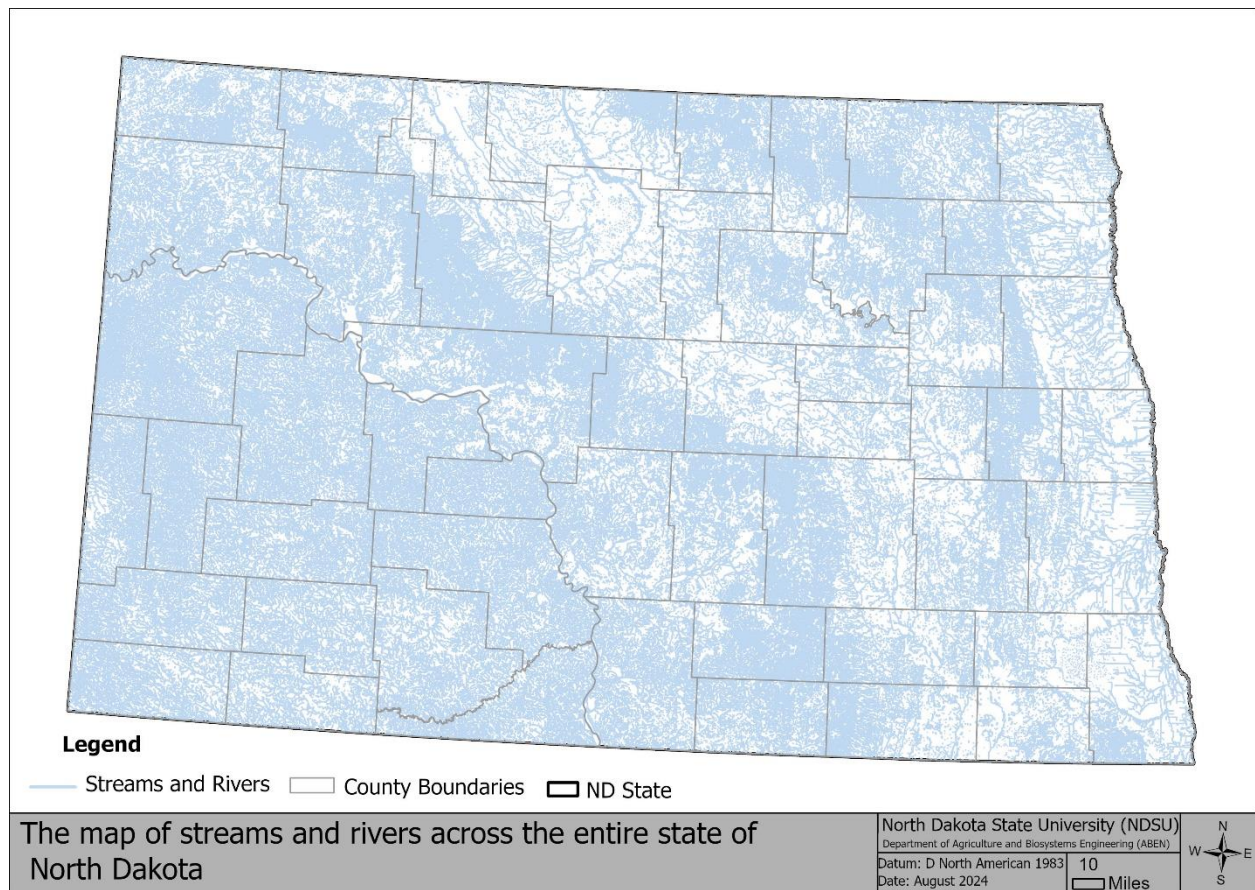 Legend
Streams and Rivers County Boundaries ND State
The map of streams and rivers across the entire state of
North Dakota
North Dakota State University (NDSU)
Department of Agriculture and Biosystems Engineering (ABEN)
Datum: D North American 1983
Date: August 2024
10
Miles
N
W E
S